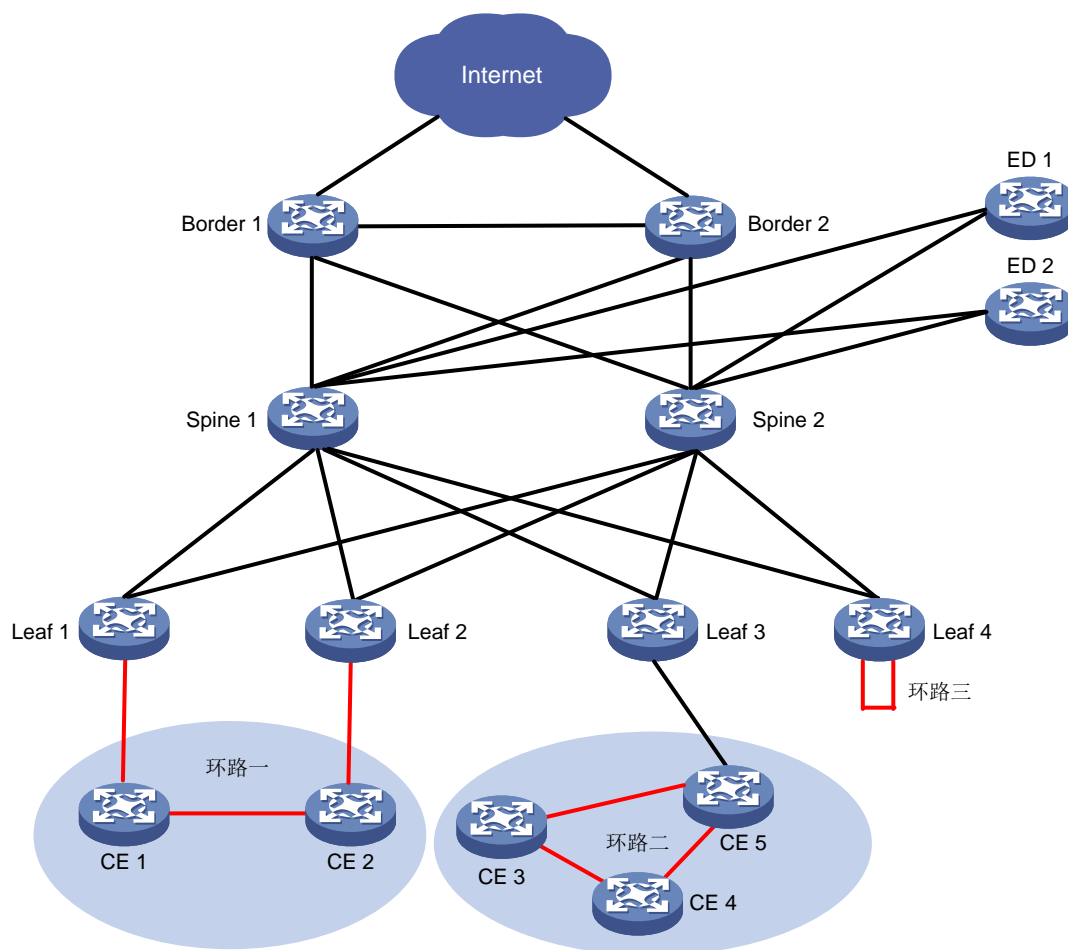 Internet
ED 1
Border 1
Border 2
ED 2
Spine 1
Spine 2
Leaf 1
Leaf 2
Leaf 3
Leaf 4
环路三
环路一
环路二
CE 5
CE 1
CE 2
CE 3
CE 4